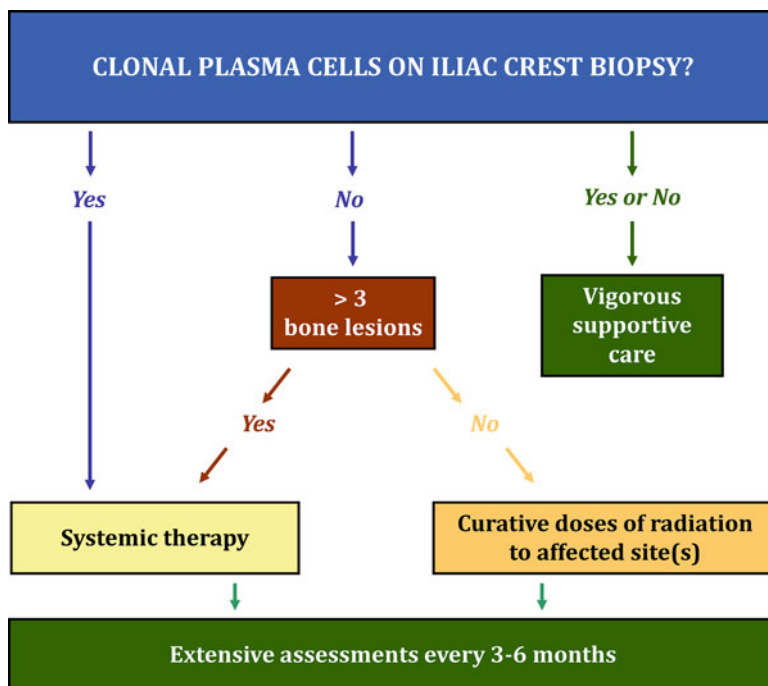 CLONAL PLASMA CELLS ON ILIAC CREST BIOPSY?
Yes
No
Yes or No
> 3
bone lesions
Vigorous
supportive
care
Yes
No
Systemic therapy
Curative doses of radiation
to affected site(s)
Extensive assessments every 3-6 months